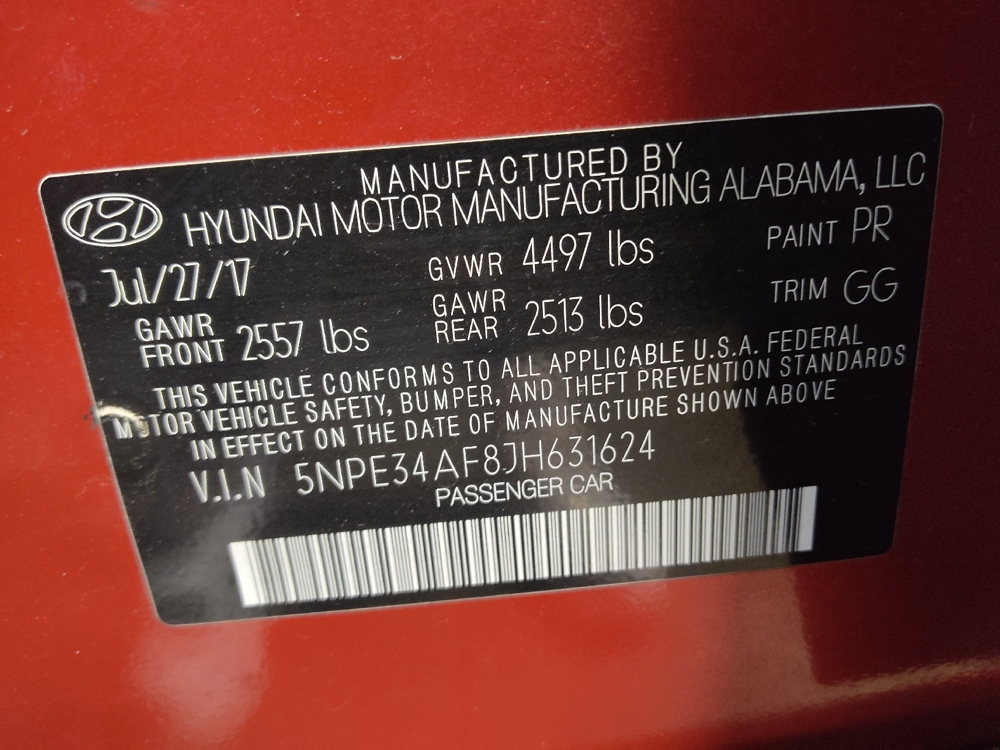 MANUFACTURED BY
HYUNDAI MOTOR MANUFACTURING ALABAMA, LLC
Jul/27/17 GVWR 4497 lbs PAINT PR
GAWR FRONT 2557 lbs GAWR REAR 2513 lbs TRIM GG
THIS VEHICLE CONFORMS TO ALL APPLICABLE U.S.A. FEDERAL
MOTOR VEHICLE SAFETY, BUMPER, AND THEFT PREVENTION STANDARDS
IN EFFECT ON THE DATE OF MANUFACTURE SHOWN ABOVE
V.I.N 5NPE34AF8JH631624
PASSENGER CAR